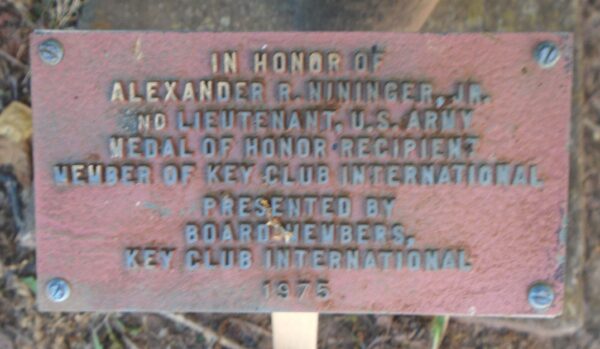 IN HONOR OF
ALEXANDER R. NININGER, JR.
ND LIEUTENANT, U.S. ARMY
MEDAL OF HONOR RECIPIENT
MEMBER OF KEY CLUB INTERNATIONAL
PRESENTED BY
BOARD MEMBERS,
KEY CLUB INTERNATIONAL
1975